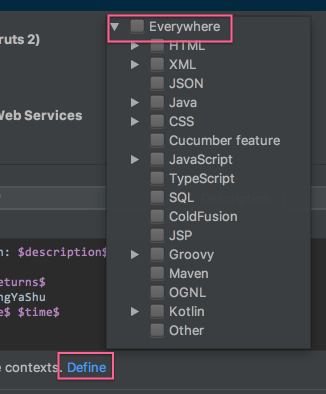 ruts 2)
Everywhere
HTML
XML
JSON
Web Services
Java
CSS
Cucumber feature
JavaScript
TypeScript
SQL
ColdFusion
JSP
n: $description$
Groovy
Maven
eturns$
OGNL
ngYaShu
Kotlin
e$ $time$
Other
e contexts. Define